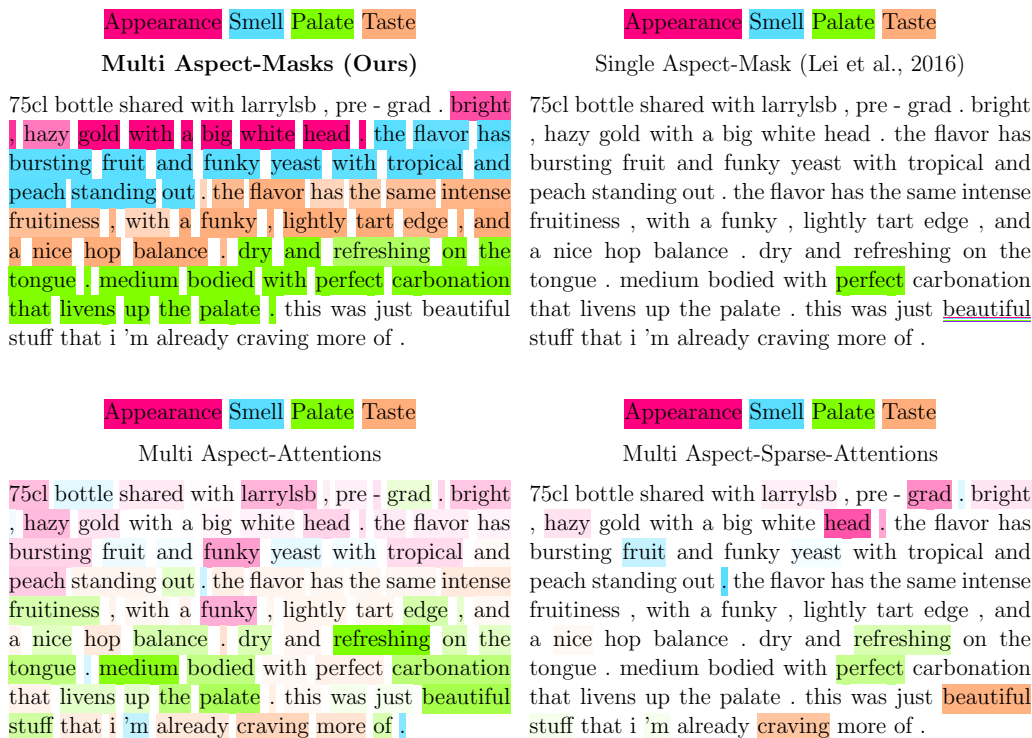 Appearance Smell Palate Taste
Multi Aspect-Masks (Ours)
75cl bottle shared with larrylsb , pre - grad . bright
, hazy gold with a big white head . the flavor has
bursting fruit and funky yeast with tropical and
peach standing out . the flavor has the same intense
fruitiness , with a funky , lightly tart edge , and
a nice hop balance . dry and refreshing on the
tongue . medium bodied with perfect carbonation
that livens up the palate . this was just beautiful
stuff that i 'm already craving more of .
Appearance Smell Palate Taste
Single Aspect-Mask (Lei et al., 2016)
75cl bottle shared with larrylsb , pre - grad . bright
, hazy gold with a big white head . the flavor has
bursting fruit and funky yeast with tropical and
peach standing out . the flavor has the same intense
fruitiness , with a funky , lightly tart edge , and
a nice hop balance . dry and refreshing on the
tongue . medium bodied with perfect carbonation
that livens up the palate . this was just beautiful
stuff that i 'm already craving more of .
Appearance Smell Palate Taste
Multi Aspect-Attentions
75cl bottle shared with larrylsb , pre - grad . bright
, hazy gold with a big white head . the flavor has
bursting fruit and funky yeast with tropical and
peach standing out . the flavor has the same intense
fruitiness , with a funky , lightly tart edge , and
a nice hop balance . dry and refreshing on the
tongue . medium bodied with perfect carbonation
that livens up the palate . this was just beautiful
stuff that i 'm already craving more of .
Appearance Smell Palate Taste
Multi Aspect-Sparse-Attentions
75cl bottle shared with larrylsb , pre - grad . bright
, hazy gold with a big white head . the flavor has
bursting fruit and funky yeast with tropical and
peach standing out . the flavor has the same intense
fruitiness , with a funky , lightly tart edge , and
a nice hop balance . dry and refreshing on the
tongue . medium bodied with perfect carbonation
that livens up the palate . this was just beautiful
stuff that i 'm already craving more of .